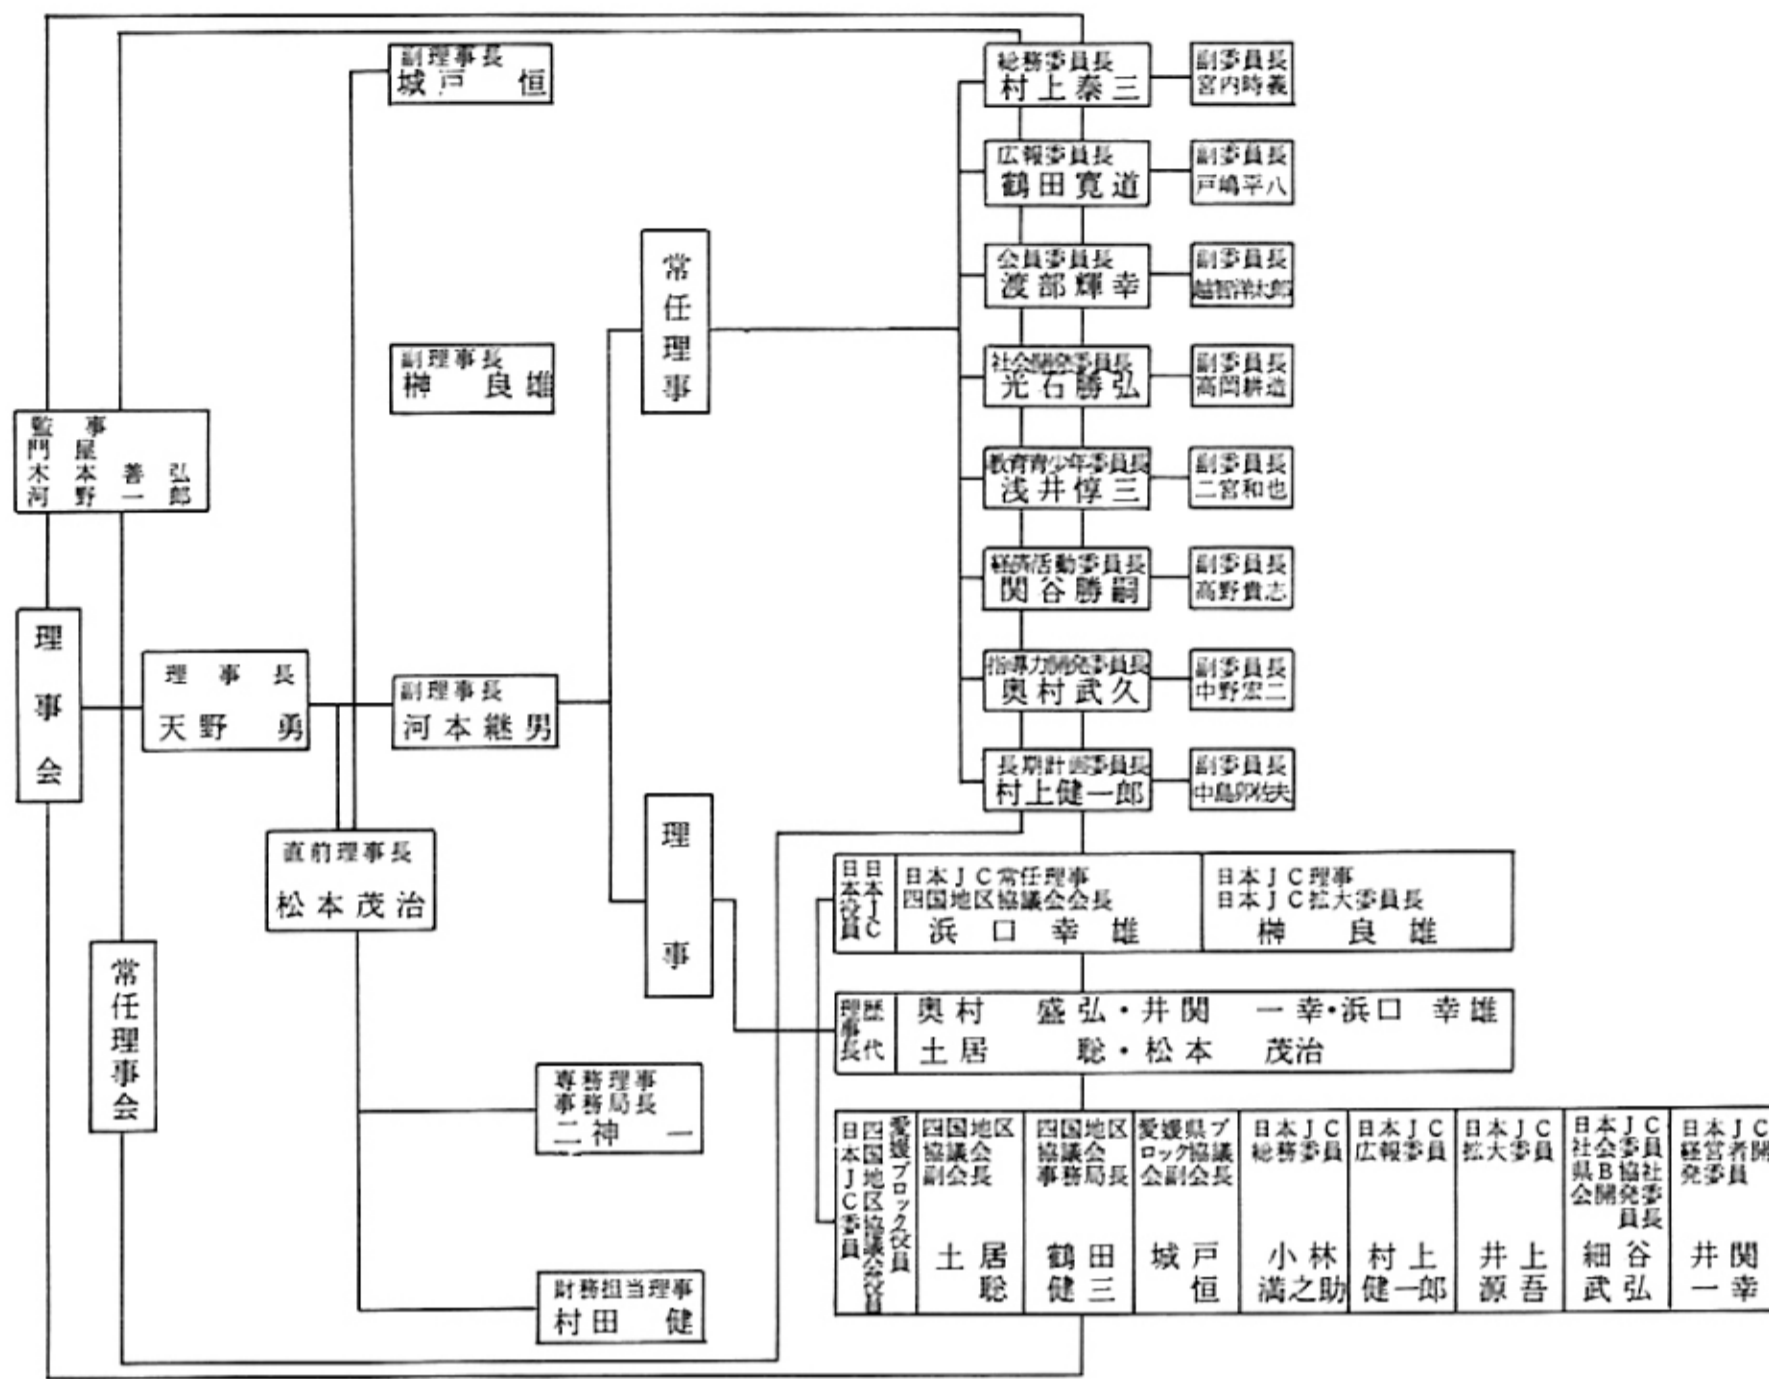 副理事長
城戸　恒
副理事長
榊　良雄
監事
門屋
木本善弘
河野一郎
理事会
理事長
天野　勇
副理事長
河本継男
直前理事長
松本茂治
常任理事会
常任理事
理事
専務理事
事務局長
二神　一
財務担当理事
村田　健
総務委員長
村上泰三
副委員長
宮内時義
広報委員長
鶴田寛道
副委員長
戸嶋平八
会員委員長
渡部輝幸
副委員長
越智洋太郎
社会開発委員長
光石勝弘
副委員長
高岡耕造
教育青少年委員長
浅井惇三
副委員長
二宮和也
経済活動委員長
関谷勝嗣
副委員長
高野貴志
指導力開発委員長
奥村武久
副委員長
中野宏二
長期計画委員長
村上健一郎
副委員長
中島卯佐夫
日本JC
日本役員
日本JC常任理事
四国地区協議会会長
浜口幸雄
日本JC理事
日本JC拡大委員長
榊　良雄
歴代
理事長
奥村　盛弘・井関　一幸・浜口　幸雄
土居　聡・松本　茂治
愛媛ブロック役員
四国地区協議会役員
日本JC委員
四国地区
協議会
副会長
土居
聡
四国地区
協議会
事務局長
鶴田
健三
愛媛県ブ
ロック協議
会副会長
城戸
恒
日本JC
総務委員
小林
満之助
日本JC
広報委員
村上
健一郎
日本JC
拡大委員
井上
源吾
日本JC
社会委員
県B協社
会開発委
員長
細谷
武弘
日本JC
経営者開
発委員
井関
一幸